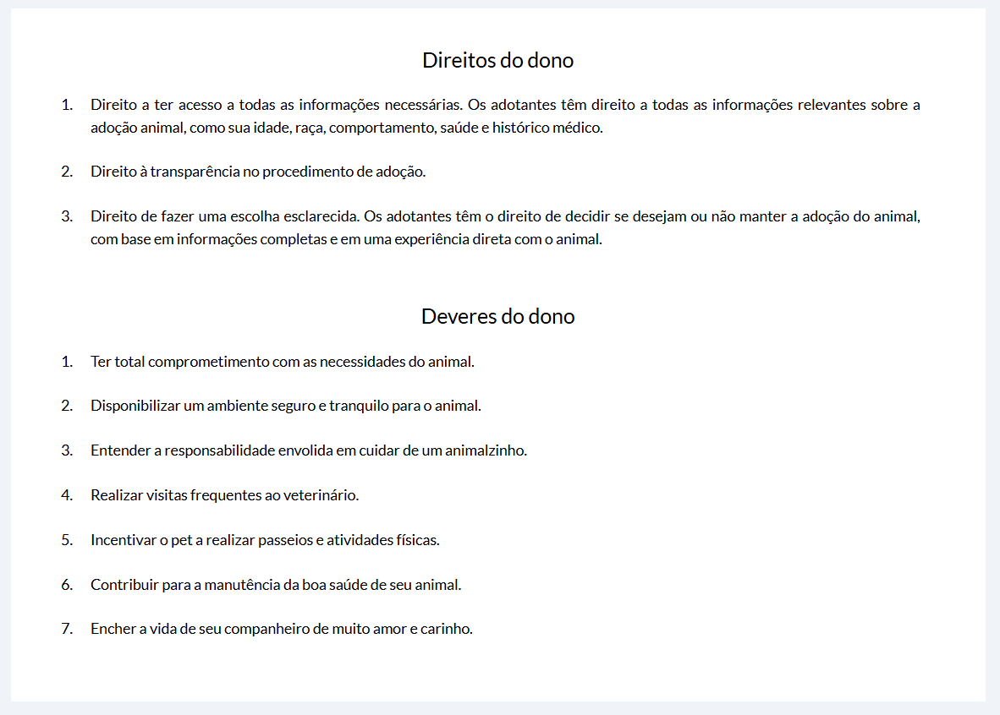 Direitos do dono
1. Direito a ter acesso a todas as informações necessárias. Os adotantes têm direito a todas as informações relevantes sobre a
adoção animal, como sua idade, raça, comportamento, saúde e histórico médico.
2. Direito à transparência no procedimento de adoção.
3. Direito de fazer uma escolha esclarecida. Os adotantes têm o direito de decidir se desejam ou não manter a adoção do animal,
com base em informações completas e em uma experiência direta com o animal.
Deveres do dono
1. Ter total comprometimento com as necessidades do animal.
2. Disponibilizar um ambiente seguro e tranquilo para o animal.
3. Entender a responsabilidade envolida em cuidar de um animalzinho.
4. Realizar visitas frequentes ao veterinário.
5. Incentivar o pet a realizar passeios e atividades físicas.
6. Contribuir para a manutência da boa saúde de seu animal.
7. Encher a vida de seu companheiro de muito amor e carinho.